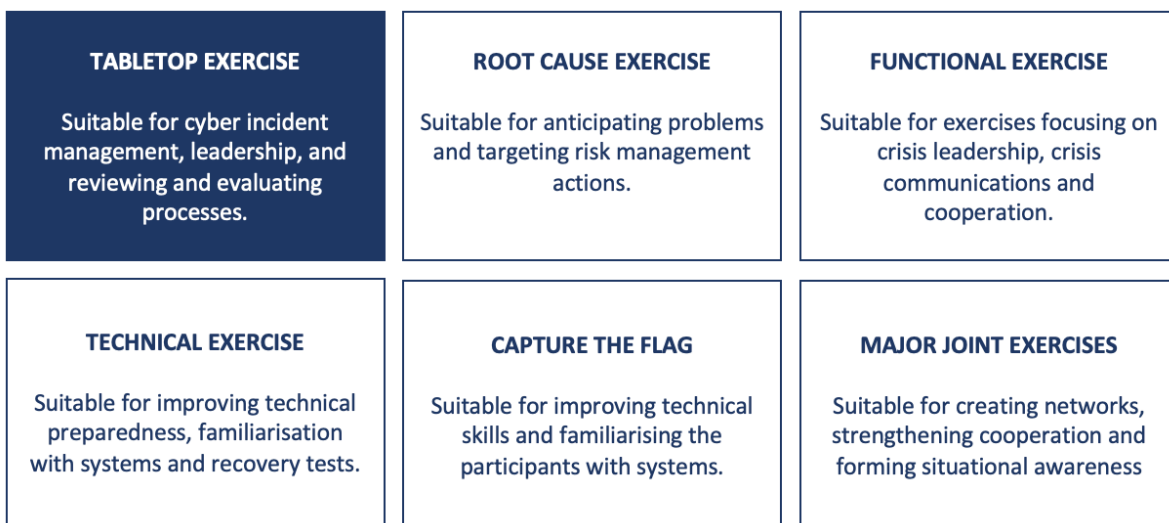 TABLETOP EXERCISE
Suitable for cyber incident
management, leadership, and
reviewing and evaluating
processes.
ROOT CAUSE EXERCISE
Suitable for anticipating problems
and targeting risk management
actions.
FUNCTIONAL EXERCISE
Suitable for exercises focusing on
crisis leadership, crisis
communications and
cooperation.
TECHNICAL EXERCISE
Suitable for improving technical
preparedness, familiarisation
with systems and recovery tests.
CAPTURE THE FLAG
Suitable for improving technical
skills and familiarising the
participants with systems.
MAJOR JOINT EXERCISES
Suitable for creating networks,
strengthening cooperation and
forming situational awareness